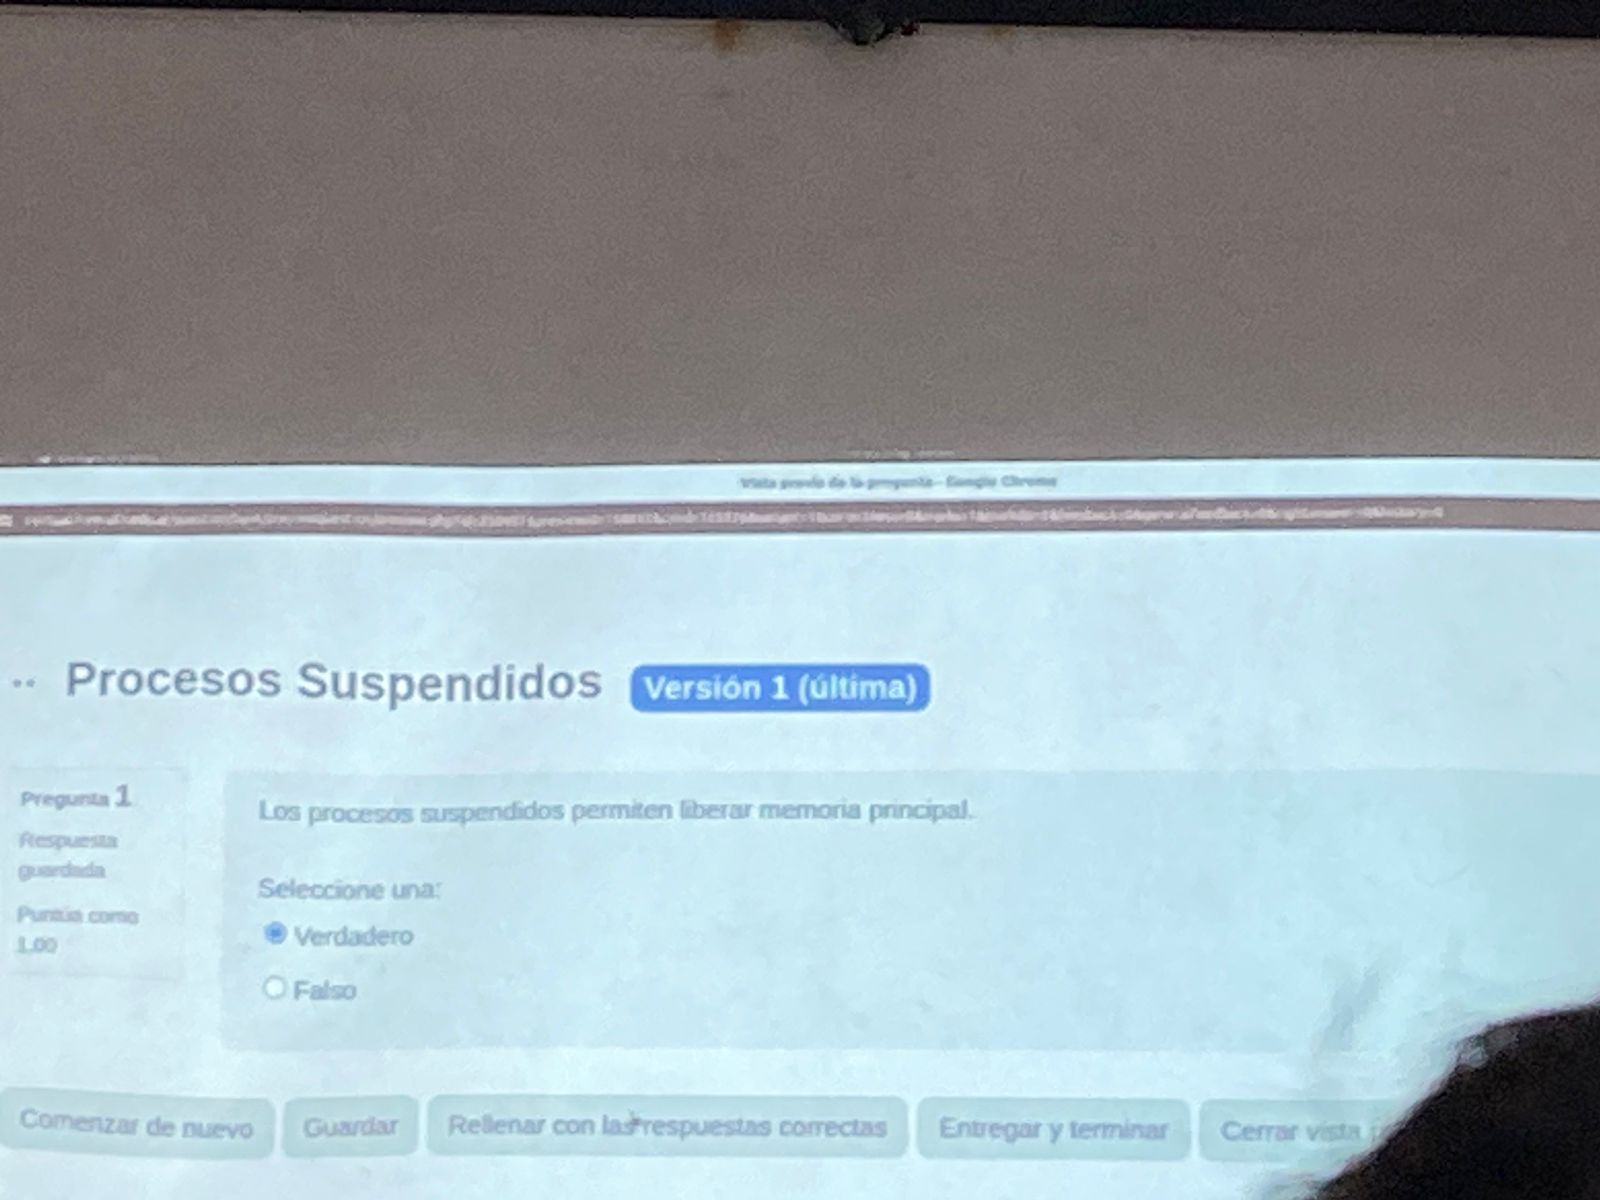 Vista previa de la pregunta - Google Chrome
Procesos Suspendidos Versión 1 (última)
Pregunta 1
Respuesta
guardada
Puntúa como
1,00
Los procesos suspendidos permiten liberar memoria principal.
Seleccione una:
Verdadero
Falso
Comenzar de nuevo Guardar Rellenar con las respuestas correctas Entregar y terminar Cerrar vista